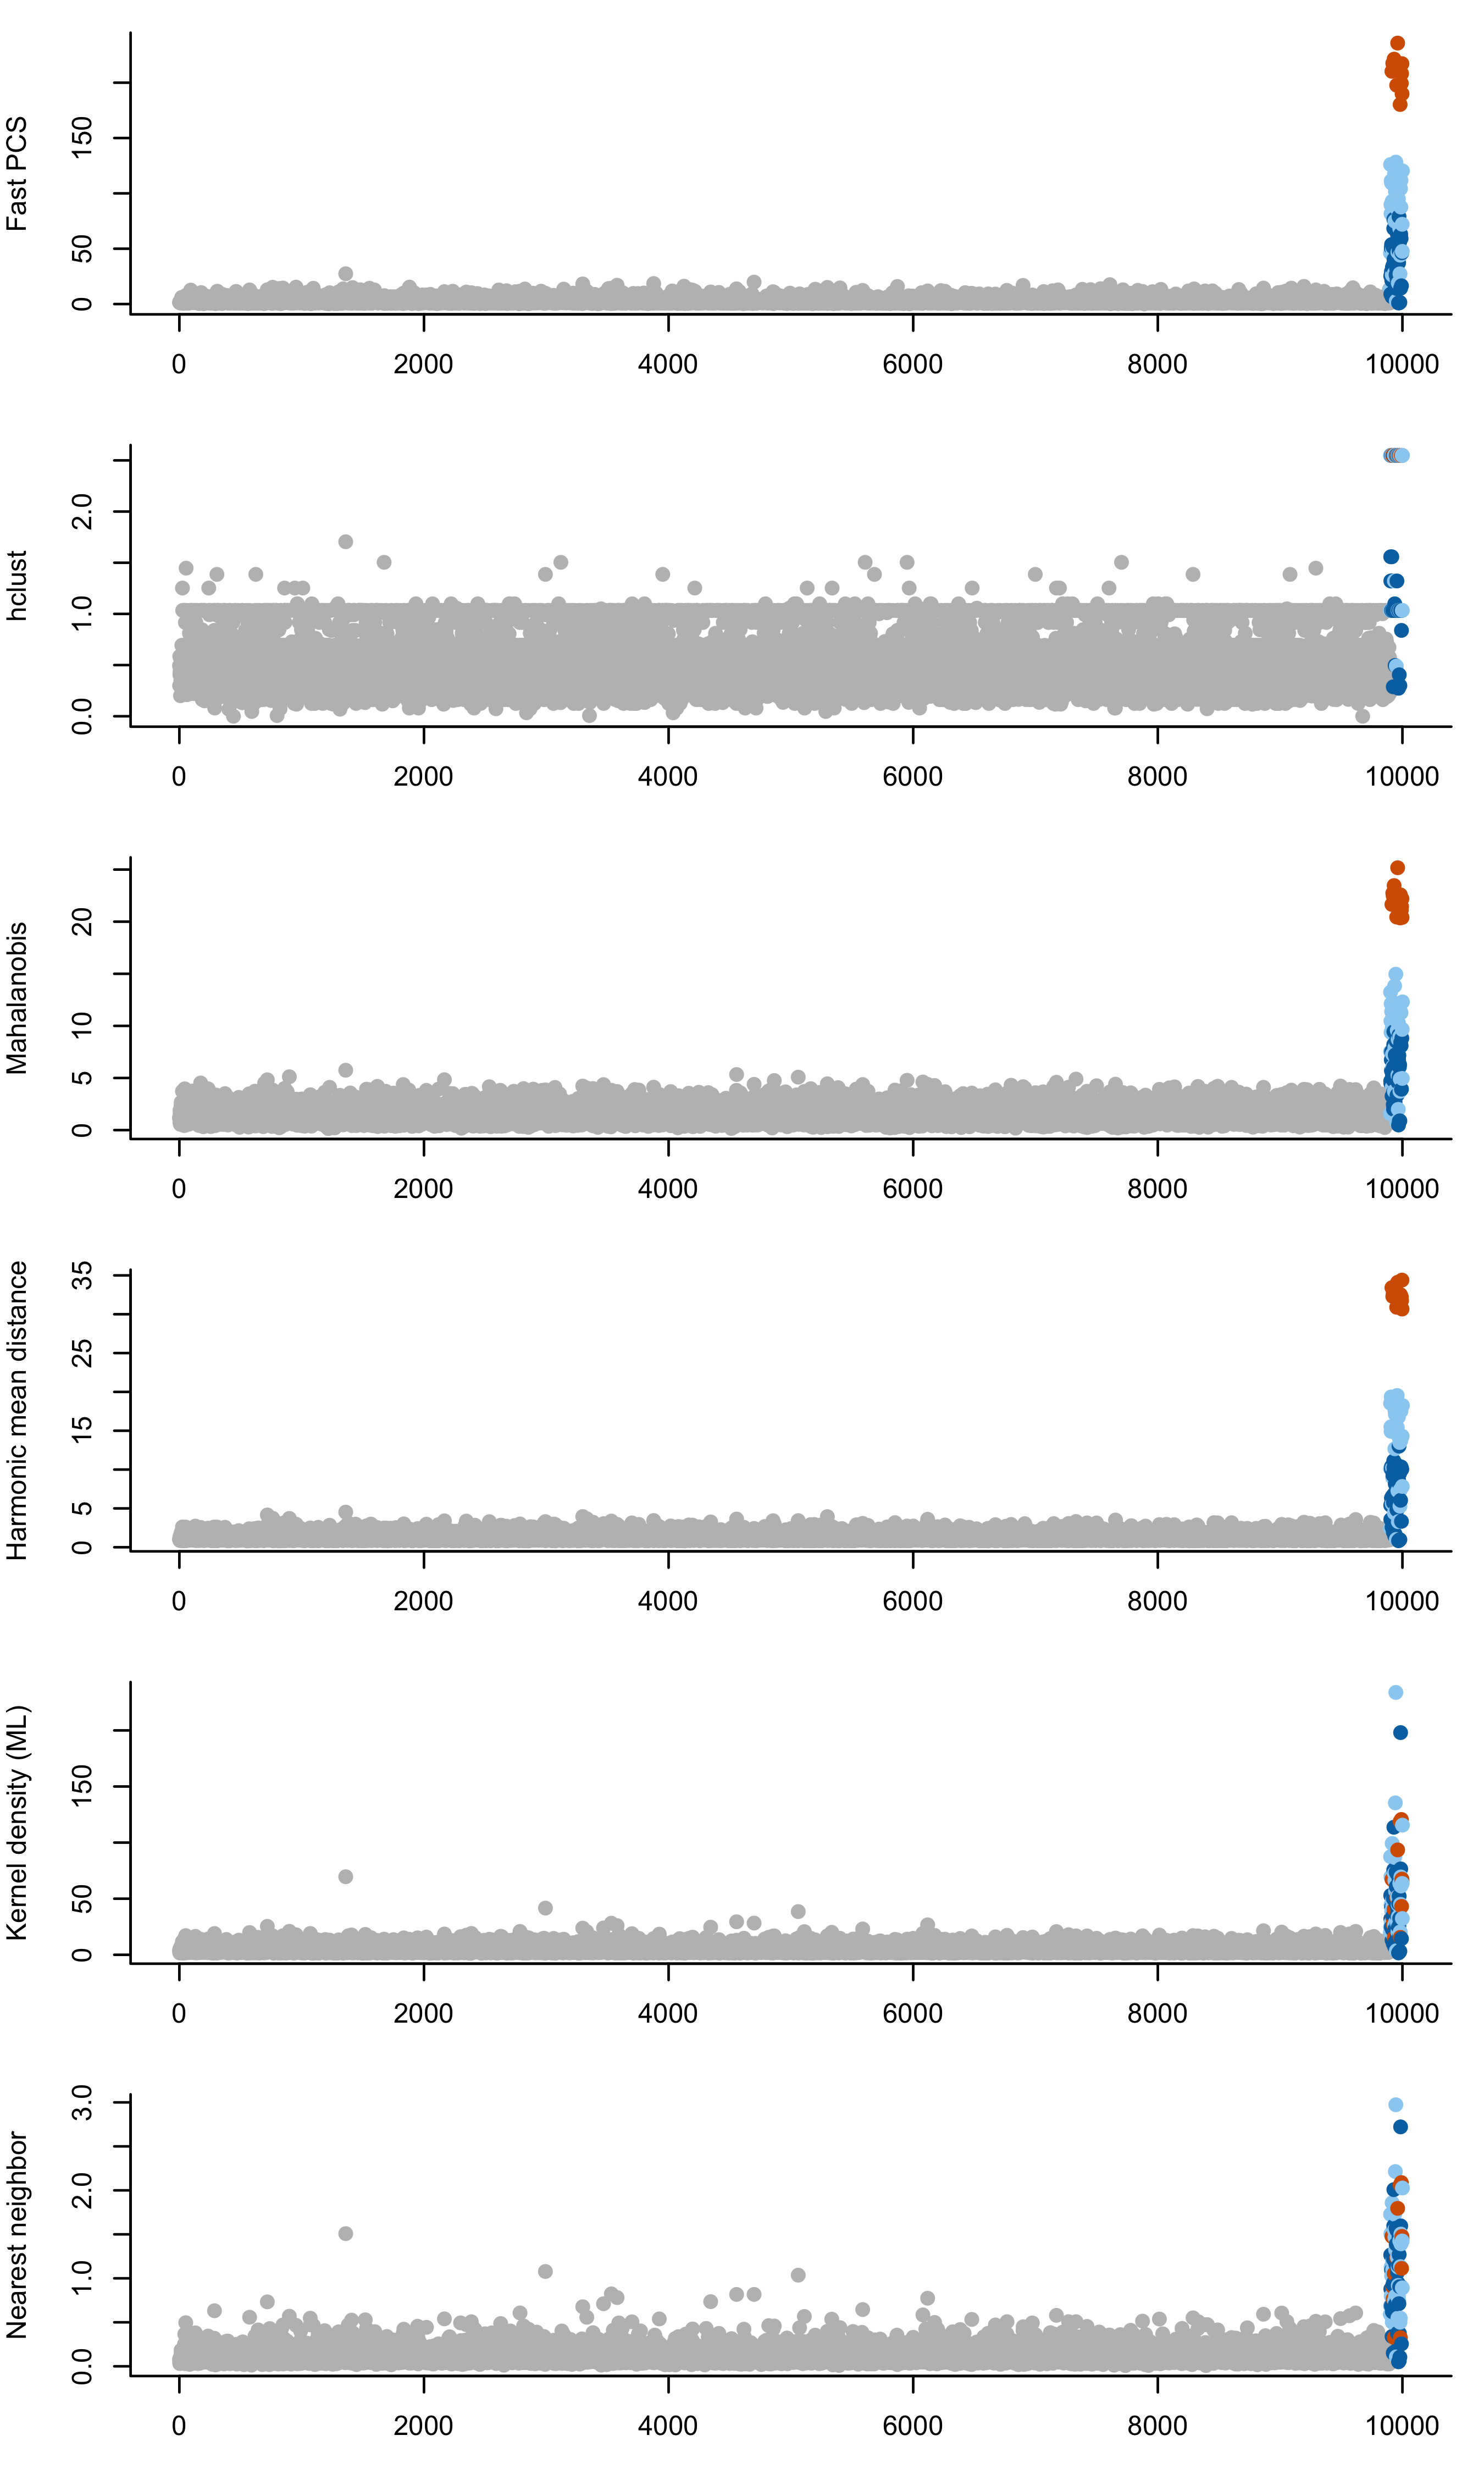 Fast PCS
0 50 150
0 2000 4000 6000 8000 10000
hclust
0.0 1.0 2.0
0 2000 4000 6000 8000 10000
Mahalanobis
0 5 10 20
0 2000 4000 6000 8000 10000
Harmonic mean distance
0 5 15 25 35
0 2000 4000 6000 8000 10000
Kernel density (ML)
0 50 150
0 2000 4000 6000 8000 10000
Nearest neighbor
0.0 1.0 2.0 3.0
0 2000 4000 6000 8000 10000